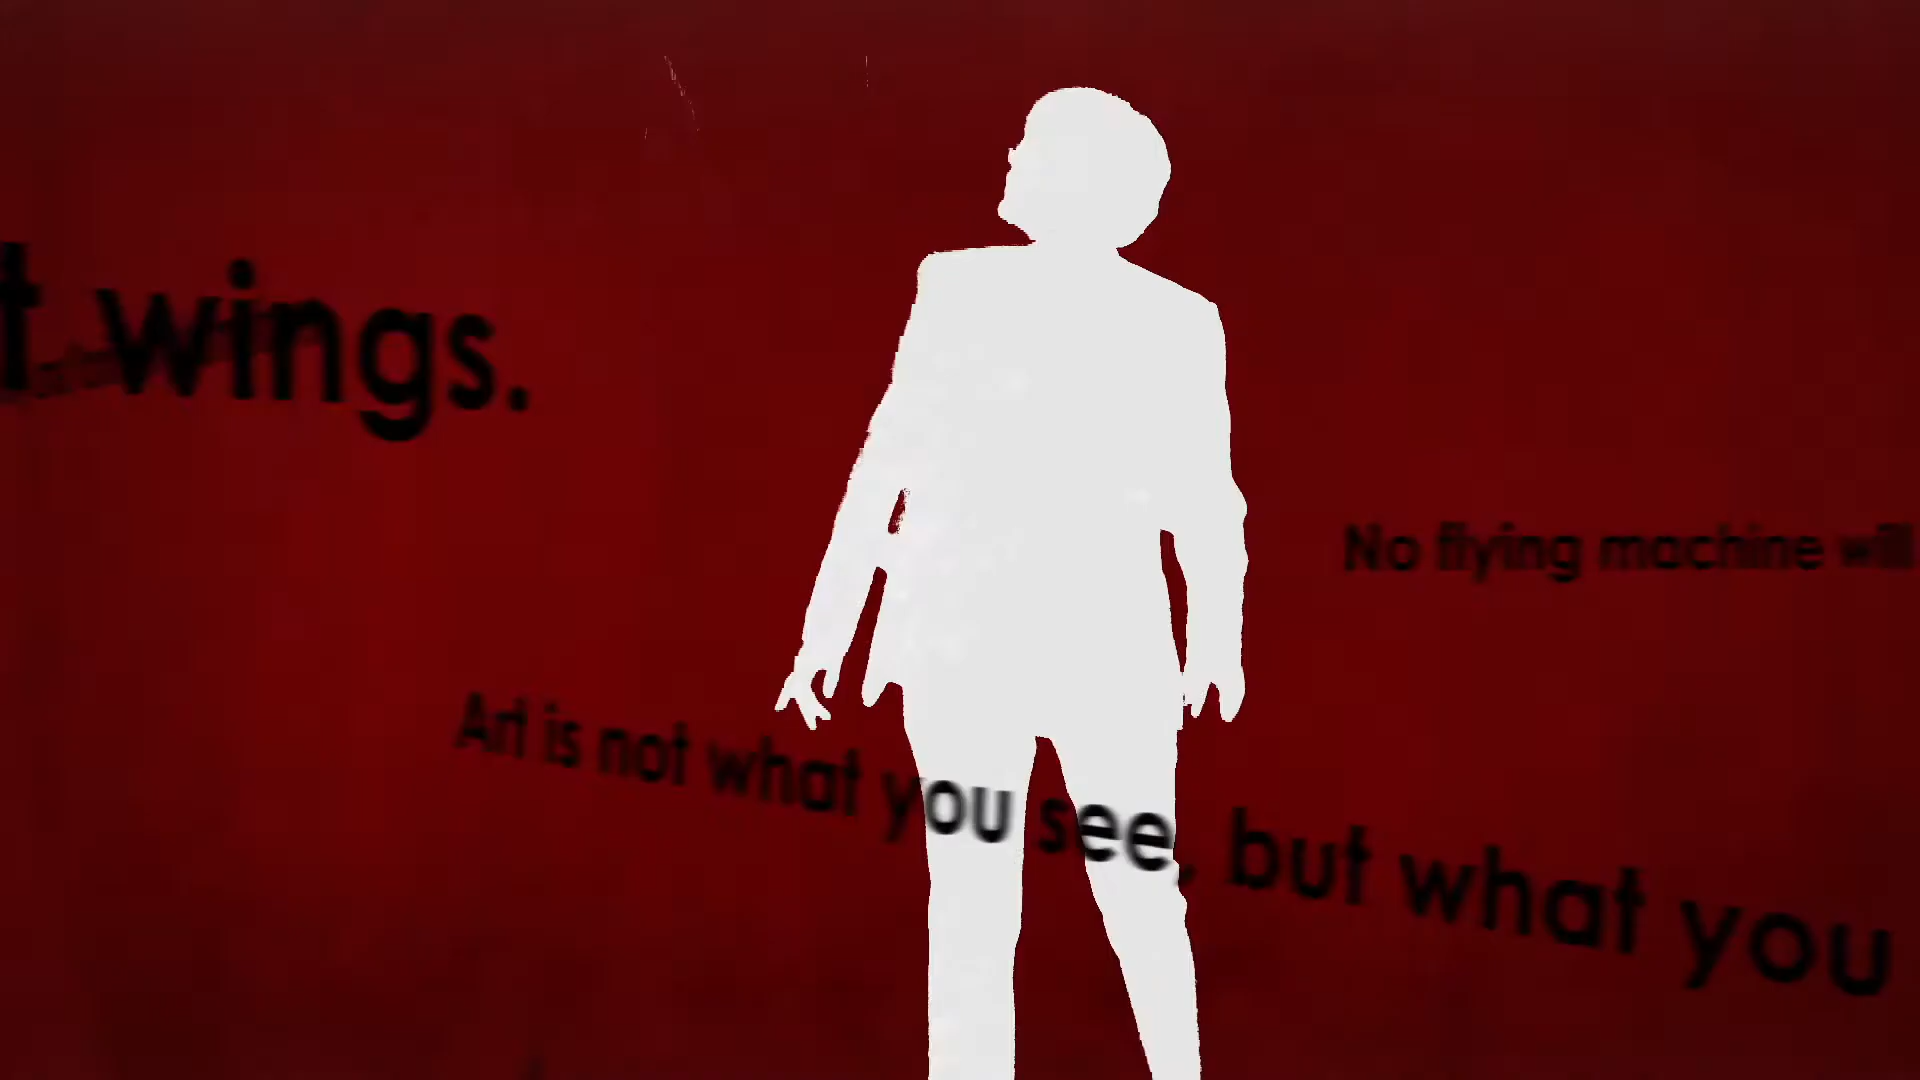 t wings.
No flying machine will
Art is not what you see, but what you